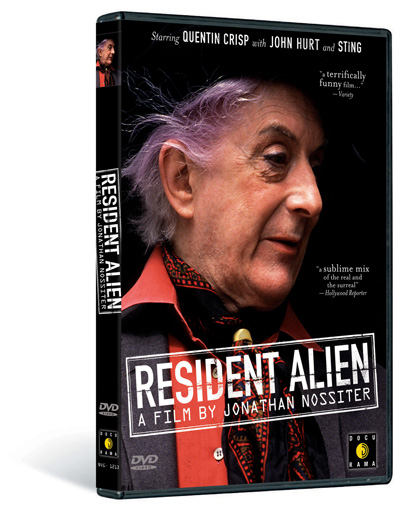 Starring QUENTIN CRISP with JOHN HURT and STING
"a terrifically
funny film..."
—Variety
"a sublime mix
of the real and
the surreal"
—Hollywood Reporter
RESIDENT ALIEN
A FILM BY JONATHAN NOSSITER
DVD
VIDEO
DOCU
RAMA
RESIDENT ALIEN
A FILM BY JONATHAN NOSSITER
DVD
VIDEO
DOCU
RAMA